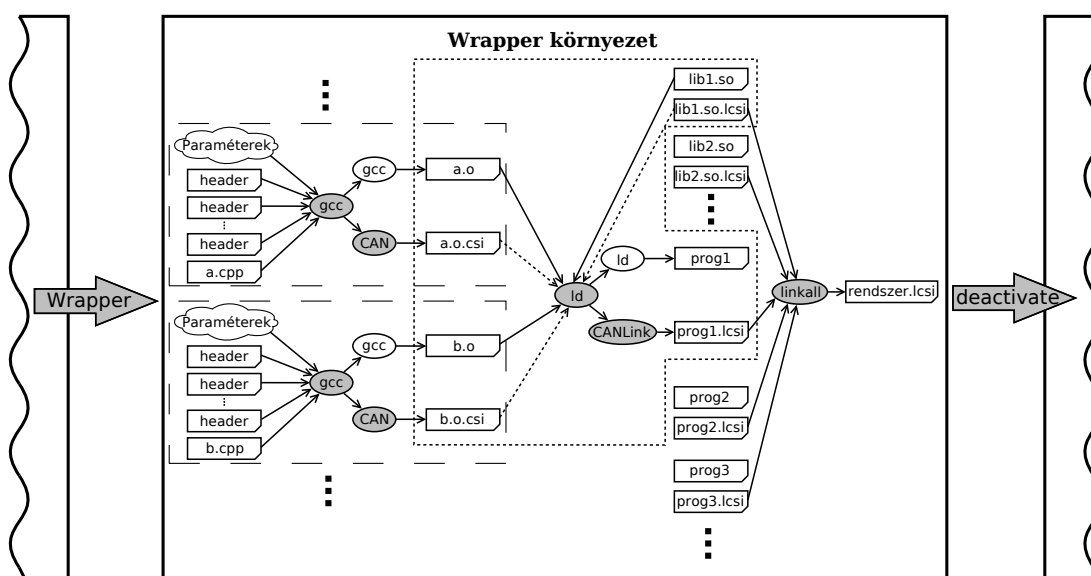 Wrapper környezet
Wrapper
Paraméterek
header
header
header
a.cpp
gcc
gcc
CAN
a.o
a.o.csi
Paraméterek
header
header
header
b.cpp
gcc
gcc
CAN
b.o
b.o.csi
ld
ld
CANLink
lib1.so
lib1.so.lcsi
lib2.so
lib2.so.lcsi
prog1
prog1.lcsi
prog2
prog2.lcsi
prog3
prog3.lcsi
linkall
rendszer.lcsi
deactivate